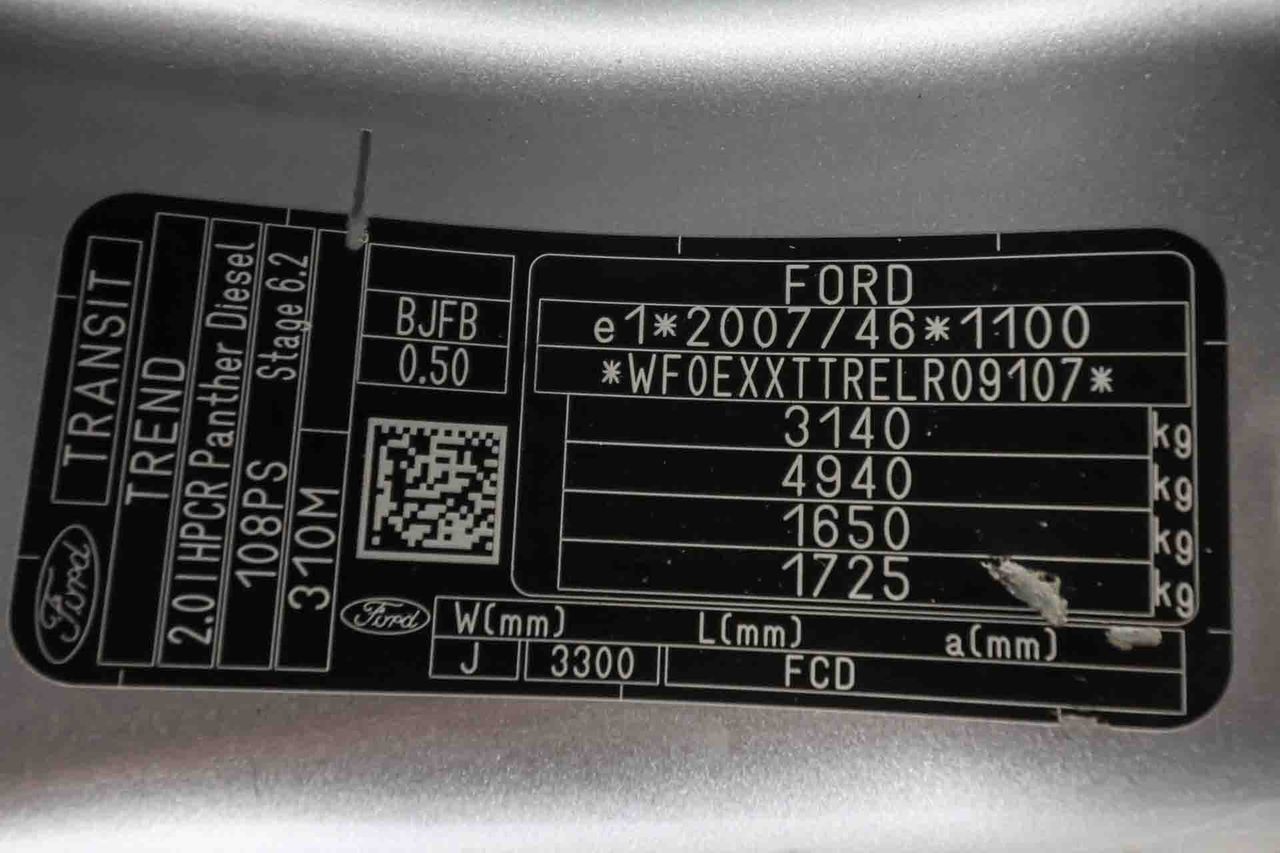 Ford
TRANSIT
TREND
2.0 l HPCR Panther Diesel
108PS Stage 6.2
310M
BJFB
0.50
Ford
FORD
e1*2007/46*1100
*WF0EXXTTRELR09107*
3140 kg
4940 kg
1650 kg
1725 kg
W(mm) L(mm) a(mm)
J 3300 FCD